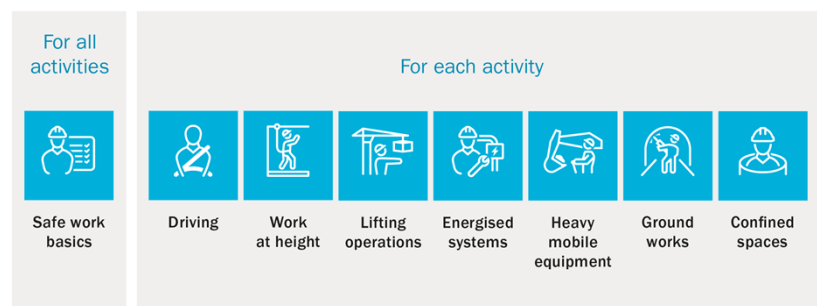 For all
activities
For each activity
Safe work
basics
Driving
Work
at height
Lifting
operations
Energised
systems
Heavy
mobile
equipment
Ground
works
Confined
spaces